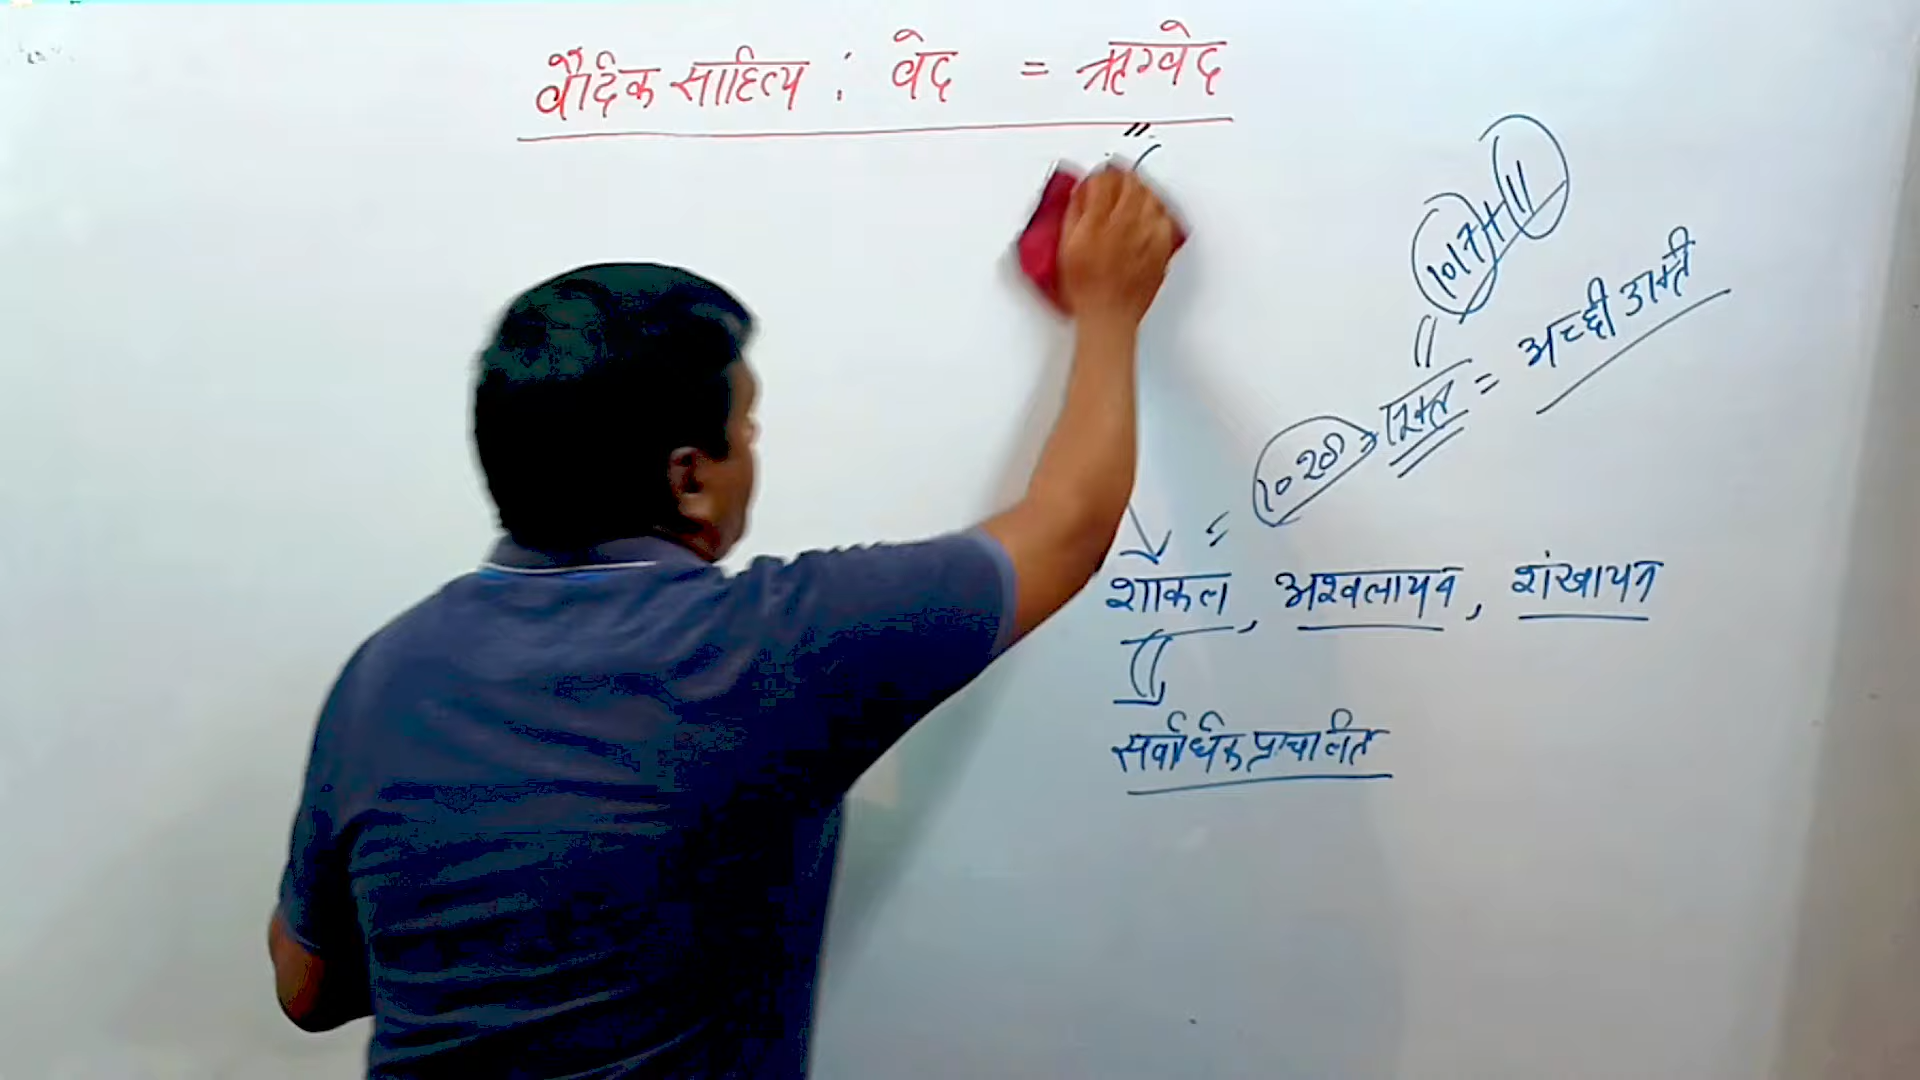 वैदिक साहित्य : वेद = ऋग्वेद
1017 + 11
= 1028 => सूक्त = अच्छी उक्ति
शाकल, अश्वलायन, शंखायन
सर्वाधिक प्रचलित